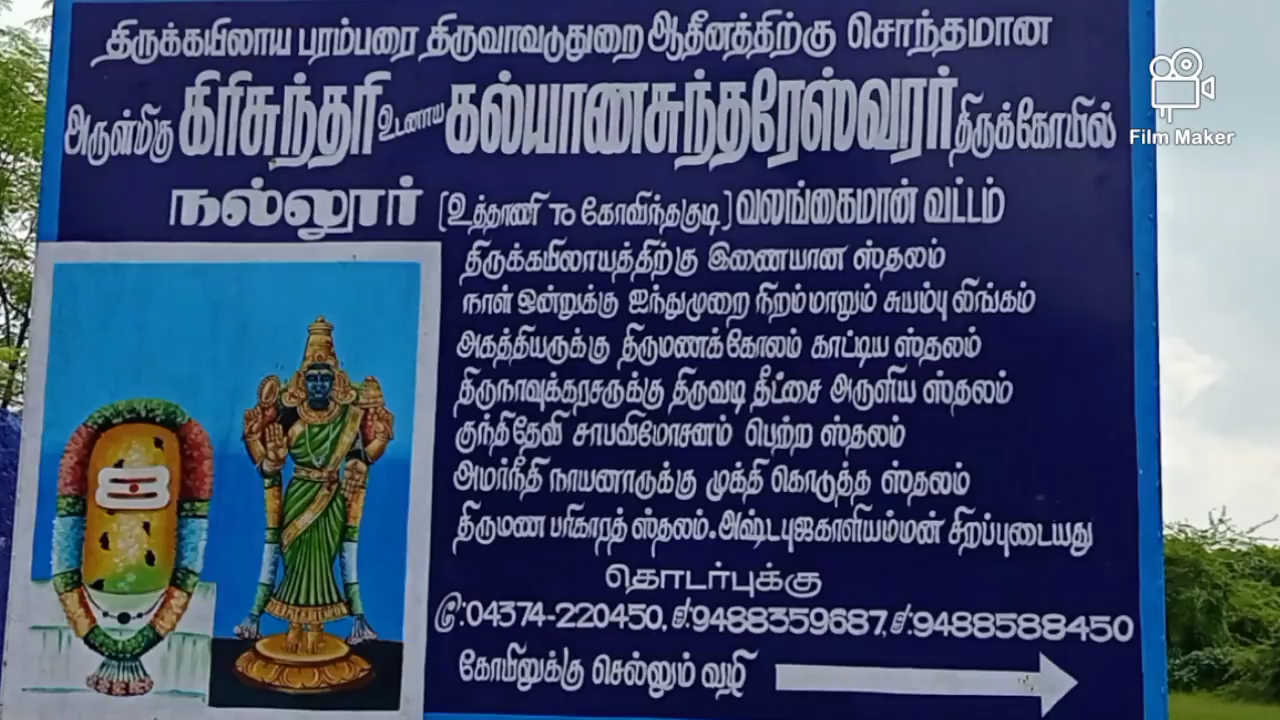 திருக்கயிலாய பரம்பரை திருவாவடுதுறை ஆதீனத்திற்கு சொந்தமான
அருள்மிகு கிரிசுந்தரி உடனாய கல்யாணசுந்தரேஸ்வரர் திருக்கோயில்
நல்லூர் (உத்தாணி To கோவிந்தகுடி) வலங்கைமான் வட்டம்
திருக்கயிலாயத்திற்கு இணையான ஸ்தலம்
நாள் ஒன்றுக்கு ஐந்துமுறை நிறம்மாறும் சுயம்பு லிங்கம்
அகத்தியருக்கு திருமணக்கோலம் காட்டிய ஸ்தலம்
திருநாவுக்கரசருக்கு திருவடி தீட்சை அருளிய ஸ்தலம்
குந்திதேவி சாபவிமோசனம் பெற்ற ஸ்தலம்
அமர்நீதி நாயனாருக்கு முக்தி கொடுத்த ஸ்தலம்
திருமண பரிகாரத் ஸ்தலம். அஷ்டபுஜகாளியம்மன் சிறப்புடையது
தொடர்புக்கு
✆:04374-220450, ✆:9488359687, ✆:9488588450
கோயிலுக்கு செல்லும் வழி
Film Maker